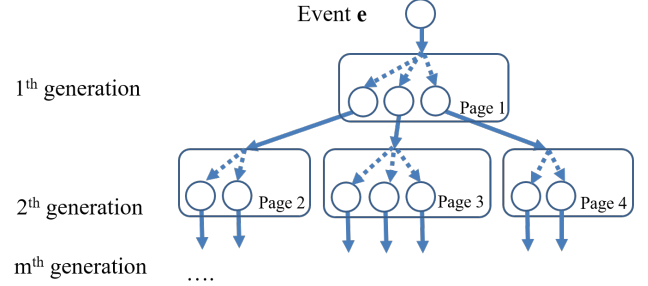 Event e
1th generation
Page 1
2th generation
Page 2
Page 3
Page 4
mth generation
....